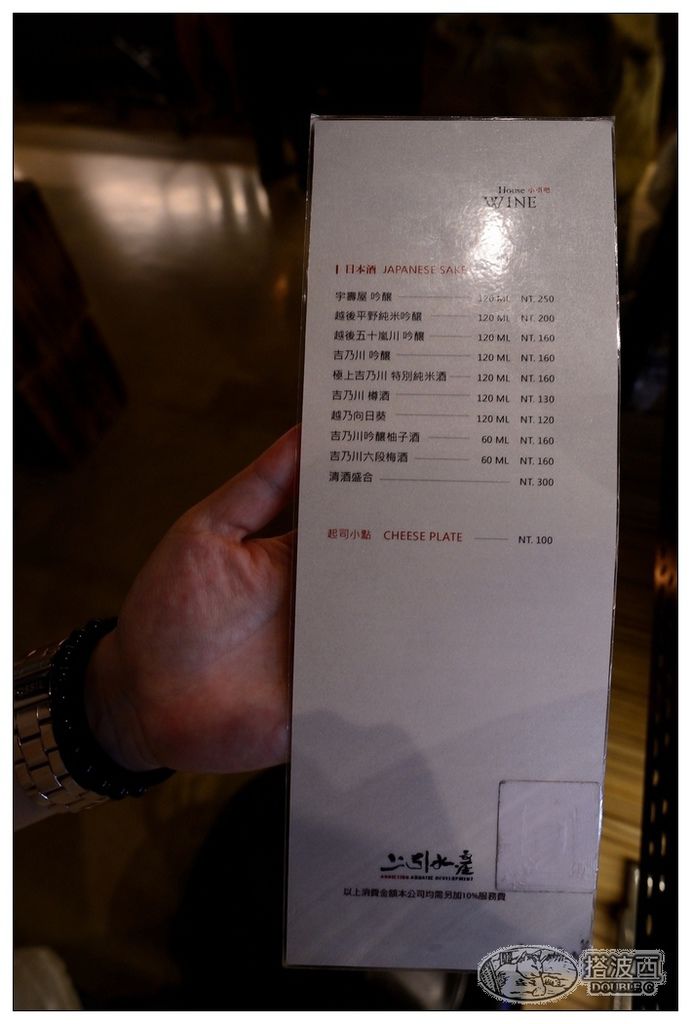 House 小酒吧
WINE
日本酒 JAPANESE SAKE
宇壽屋 吟釀 120 ML NT. 250
越後平野純米吟釀 120 ML NT. 200
越後五十嵐川 吟釀 120 ML NT. 160
吉乃川 吟釀 120 ML NT. 160
極上吉乃川 特別純米酒 120 ML NT. 160
吉乃川 樽酒 120 ML NT. 130
越乃向日葵 120 ML NT. 120
吉乃川吟釀柚子酒 60 ML NT. 160
吉乃川六段梅酒 60 ML NT. 160
清酒盛合 NT. 300
起司小點 CHEESE PLATE NT. 100
上引水產
ADDICTION AQUATIC DEVELOPMENT
以上消費金額本公司均需另加10%服務費
搭波西
DOUBLE C